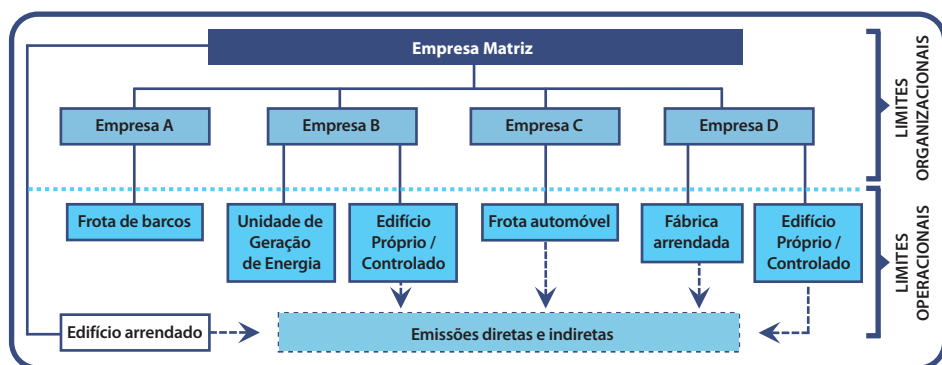 Empresa Matriz
Empresa A
Empresa B
Empresa C
Empresa D
LIMITES
ORGANIZACIONAIS
Frota de barcos
Unidade de
Geração
de Energia
Edifício
Próprio /
Controlado
Frota automóvel
Fábrica
arrendada
Edifício
Próprio /
Controlado
LIMITES
OPERACIONAIS
Edifício arrendado
Emissões diretas e indiretas